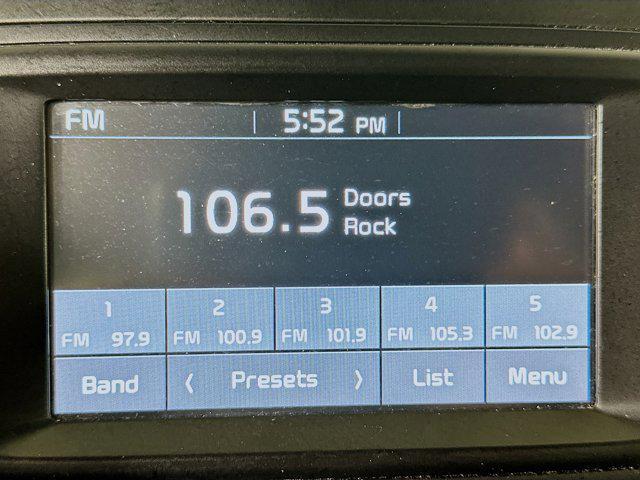 FM 5:52 PM
106.5 Doors
Rock
1 2 3 4 5
FM 97.9 FM 100.9 FM 101.9 FM 105.3 FM 102.9
Band ‹ Presets › List Menu